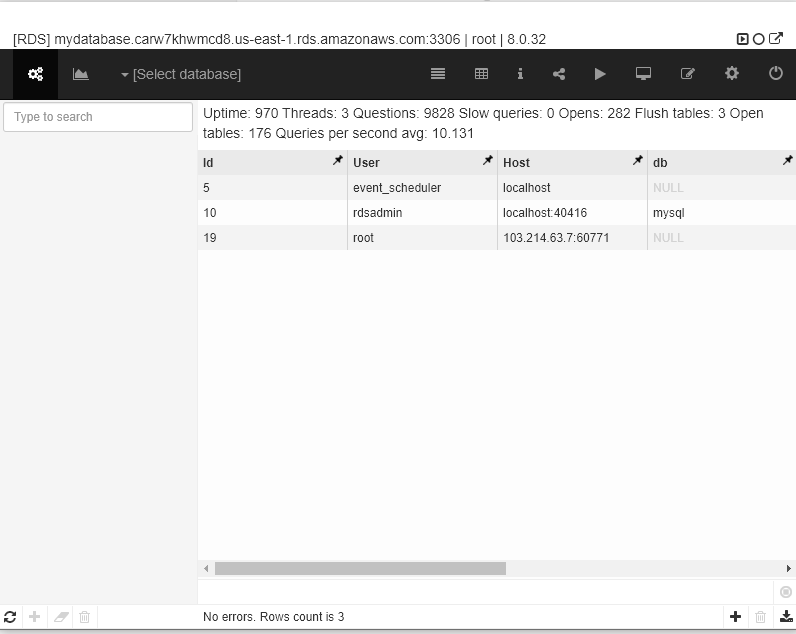 [RDS] mydatabase.carw7khwmcd8.us-east-1.rds.amazonaws.com:3306 | root | 8.0.32
[Select database]
Type to search
Uptime: 970 Threads: 3 Questions: 9828 Slow queries: 0 Opens: 282 Flush tables: 3 Open
tables: 176 Queries per second avg: 10.131
Id User Host db
5 event_scheduler localhost NULL
10 rdsadmin localhost:40416 mysql
19 root 103.214.63.7:60771 NULL
No errors. Rows count is 3